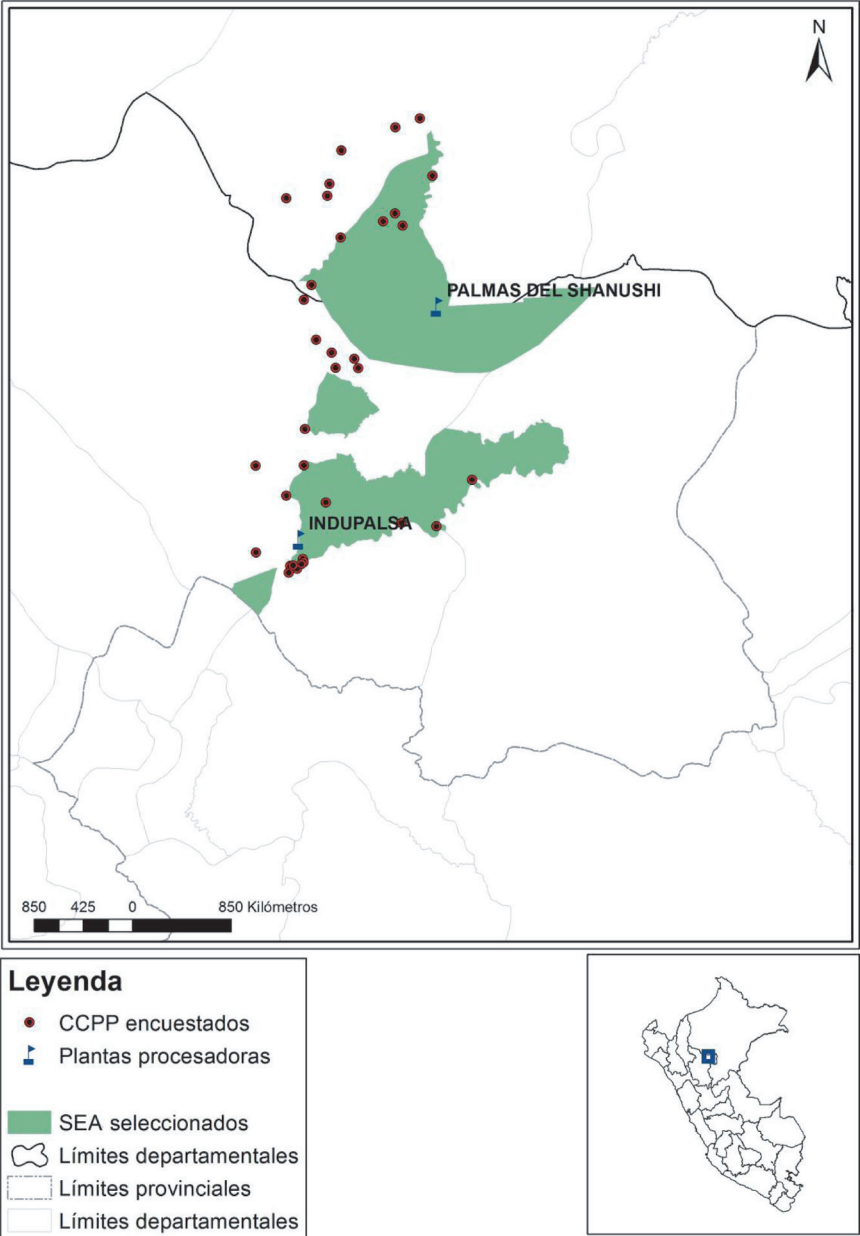 N
PALMAS DEL SHANUSHI
INDUPALSA
850 425 0 850 Kilómetros
Leyenda
CCPP encuestados
Plantas procesadoras
SEA seleccionados
Límites departamentales
Límites provinciales
Límites departamentales